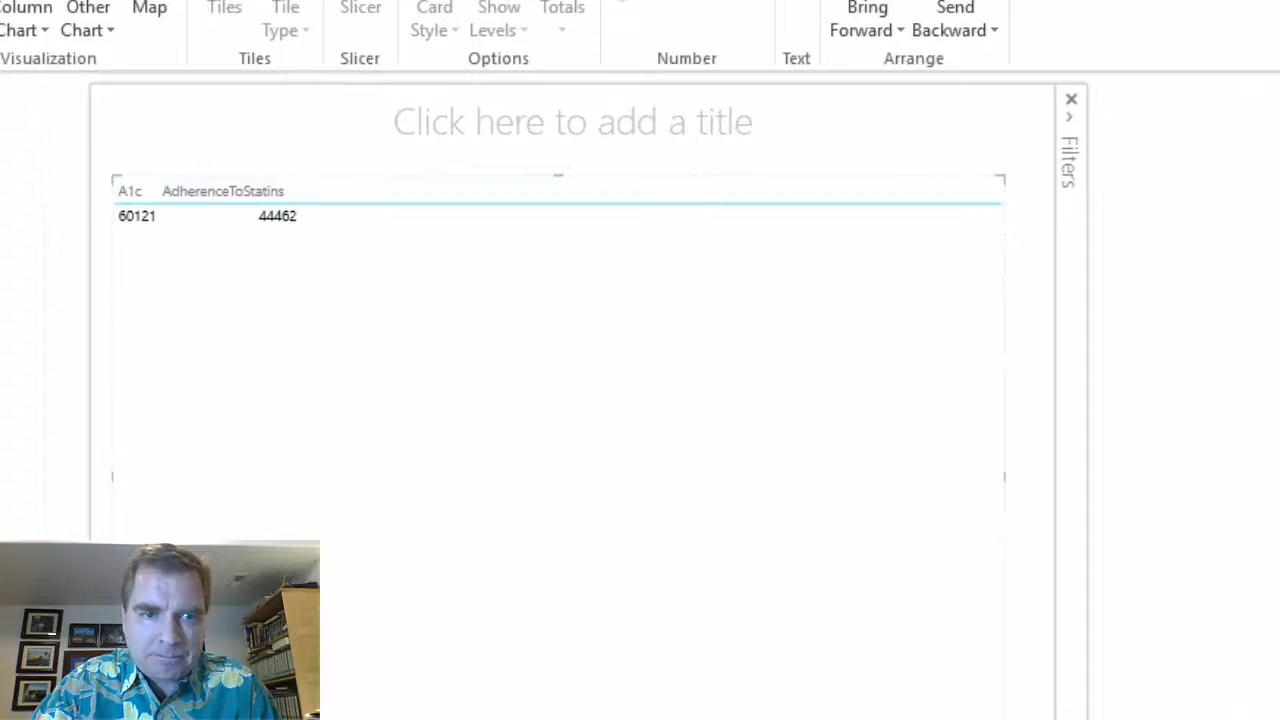 Column Other Map Tiles Tile Slicer Card Show Totals Bring Send
Chart Chart Type Style Levels Forward Backward
Visualization Tiles Slicer Options Number Text Arrange
Click here to add a title
Filters
A1c AdherenceToStatins
60121 44462